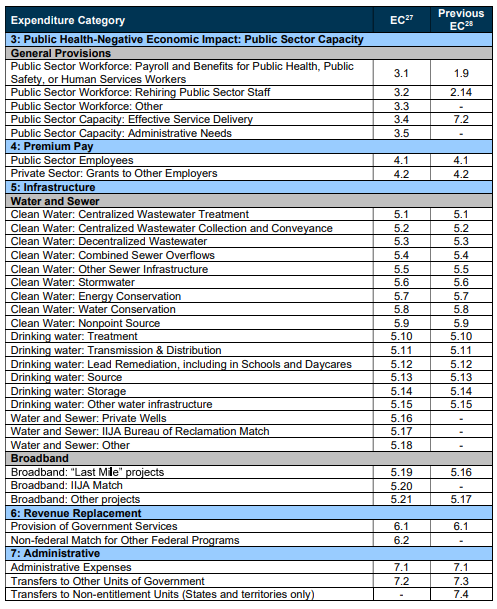 Expenditure Category EC27 Previous EC28
3: Public Health-Negative Economic Impact: Public Sector Capacity
General Provisions
Public Sector Workforce: Payroll and Benefits for Public Health, Public
Safety, or Human Services Workers 3.1 1.9
Public Sector Workforce: Rehiring Public Sector Staff 3.2 2.14
Public Sector Workforce: Other 3.3 -
Public Sector Capacity: Effective Service Delivery 3.4 7.2
Public Sector Capacity: Administrative Needs 3.5 -
4: Premium Pay
Public Sector Employees 4.1 4.1
Private Sector: Grants to Other Employers 4.2 4.2
5: Infrastructure
Water and Sewer
Clean Water: Centralized Wastewater Treatment 5.1 5.1
Clean Water: Centralized Wastewater Collection and Conveyance 5.2 5.2
Clean Water: Decentralized Wastewater 5.3 5.3
Clean Water: Combined Sewer Overflows 5.4 5.4
Clean Water: Other Sewer Infrastructure 5.5 5.5
Clean Water: Stormwater 5.6 5.6
Clean Water: Energy Conservation 5.7 5.7
Clean Water: Water Conservation 5.8 5.8
Clean Water: Nonpoint Source 5.9 5.9
Drinking water: Treatment 5.10 5.10
Drinking water: Transmission & Distribution 5.11 5.11
Drinking water: Lead Remediation, including in Schools and Daycares 5.12 5.12
Drinking water: Source 5.13 5.13
Drinking water: Storage 5.14 5.14
Drinking water: Other water infrastructure 5.15 5.15
Water and Sewer: Private Wells 5.16 -
Water and Sewer: IIJA Bureau of Reclamation Match 5.17 -
Water and Sewer: Other 5.18 -
Broadband
Broadband: “Last Mile” projects 5.19 5.16
Broadband: IIJA Match 5.20 -
Broadband: Other projects 5.21 5.17
6: Revenue Replacement
Provision of Government Services 6.1 6.1
Non-federal Match for Other Federal Programs 6.2 -
7: Administrative
Administrative Expenses 7.1 7.1
Transfers to Other Units of Government 7.2 7.3
Transfers to Non-entitlement Units (States and territories only) - 7.4